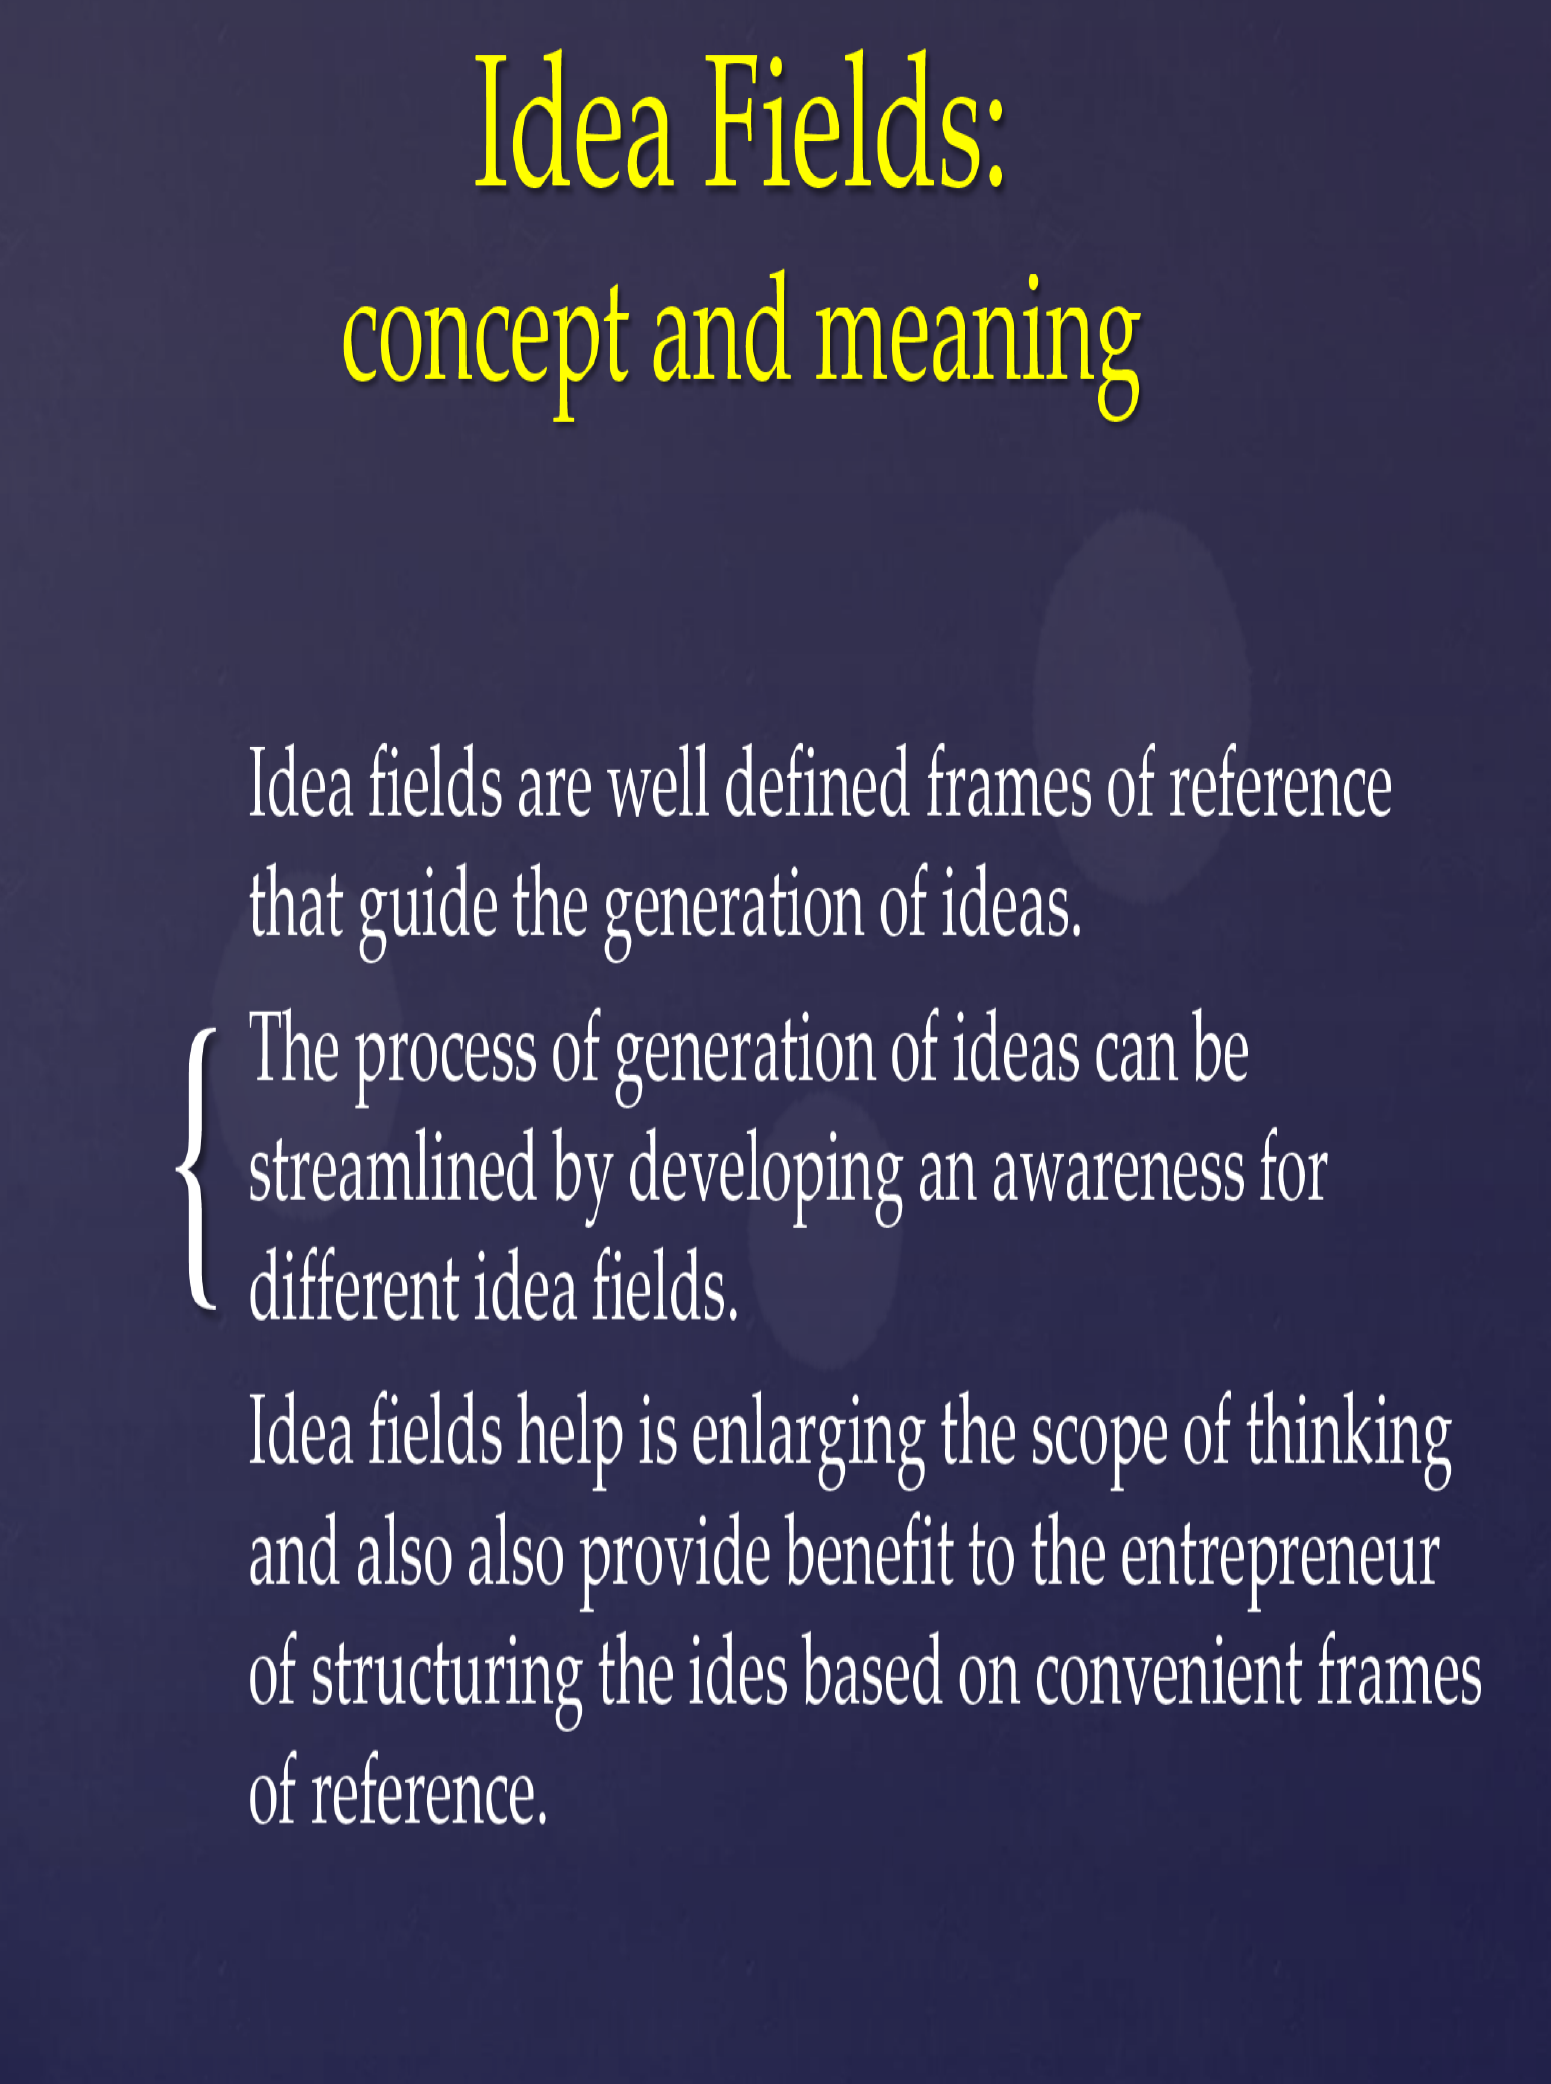 Idea Fields:
concept and meaning
Idea fields are well defined frames of reference
that guide the generation of ideas.
The process of generation of ideas can be
streamlined by developing an awareness for
different idea fields.
Idea fields help is enlarging the scope of thinking
and also also provide benefit to the entrepreneur
of structuring the ides based on convenient frames
of reference.